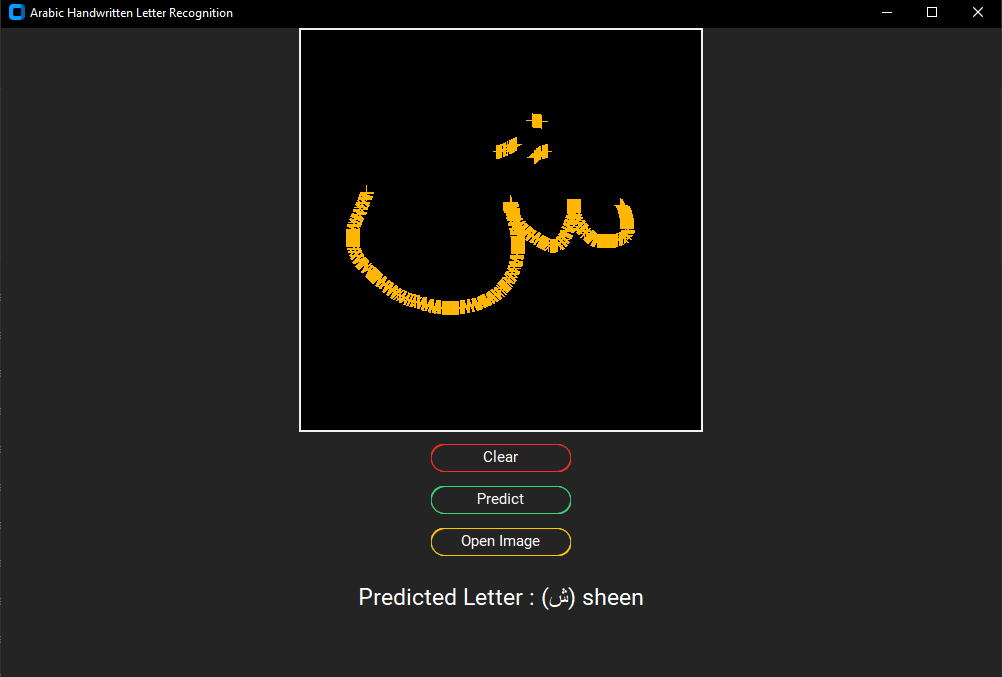 Arabic Handwritten Letter Recognition
ش
Clear
Predict
Open Image
Predicted Letter : (ش) sheen